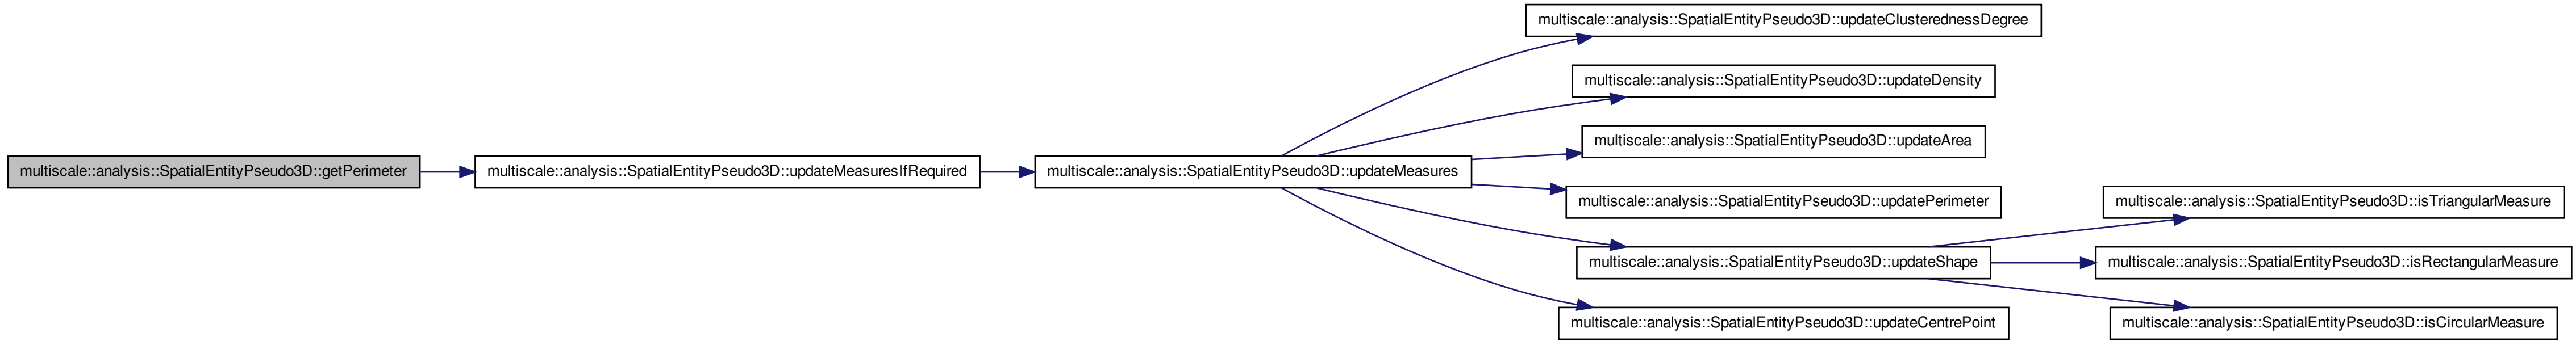 multiscale::analysis::SpatialEntityPseudo3D::getPerimeter
multiscale::analysis::SpatialEntityPseudo3D::updateMeasuresIfRequired
multiscale::analysis::SpatialEntityPseudo3D::updateMeasures
multiscale::analysis::SpatialEntityPseudo3D::updateClusterednessDegree
multiscale::analysis::SpatialEntityPseudo3D::updateDensity
multiscale::analysis::SpatialEntityPseudo3D::updateArea
multiscale::analysis::SpatialEntityPseudo3D::updatePerimeter
multiscale::analysis::SpatialEntityPseudo3D::updateShape
multiscale::analysis::SpatialEntityPseudo3D::updateCentrePoint
multiscale::analysis::SpatialEntityPseudo3D::isTriangularMeasure
multiscale::analysis::SpatialEntityPseudo3D::isRectangularMeasure
multiscale::analysis::SpatialEntityPseudo3D::isCircularMeasure